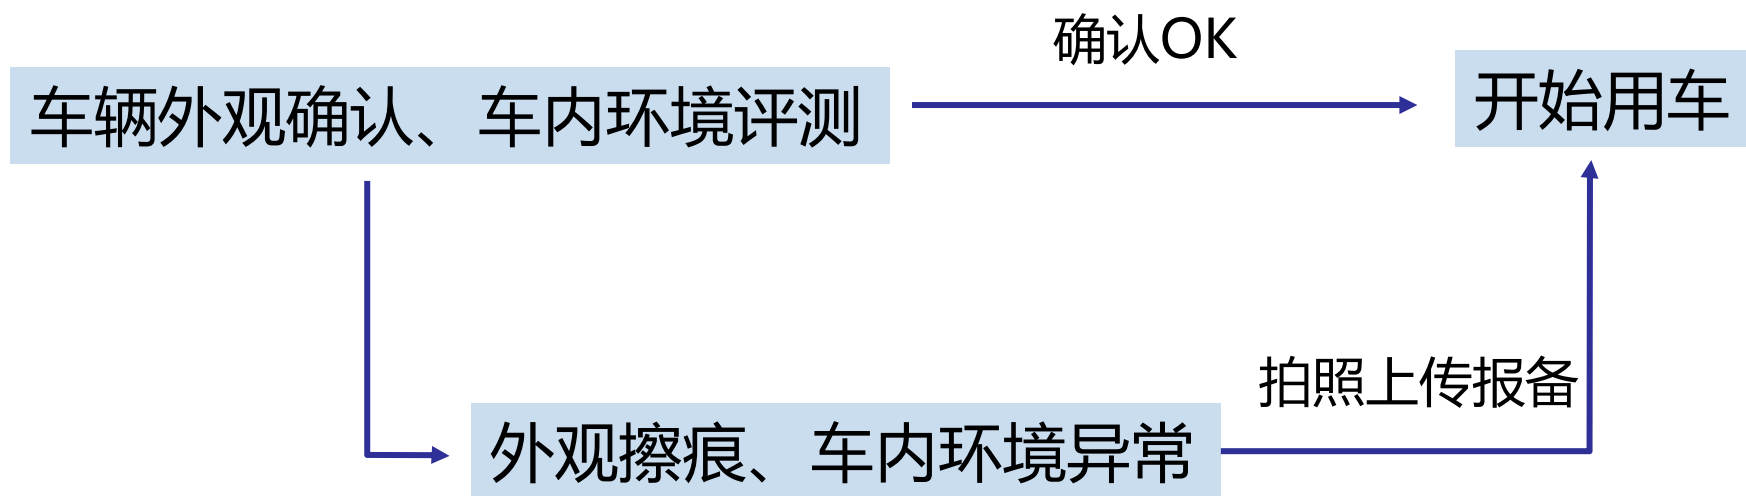 确认OK
车辆外观确认、车内环境评测
开始用车
拍照上传报备
外观擦痕、车内环境异常